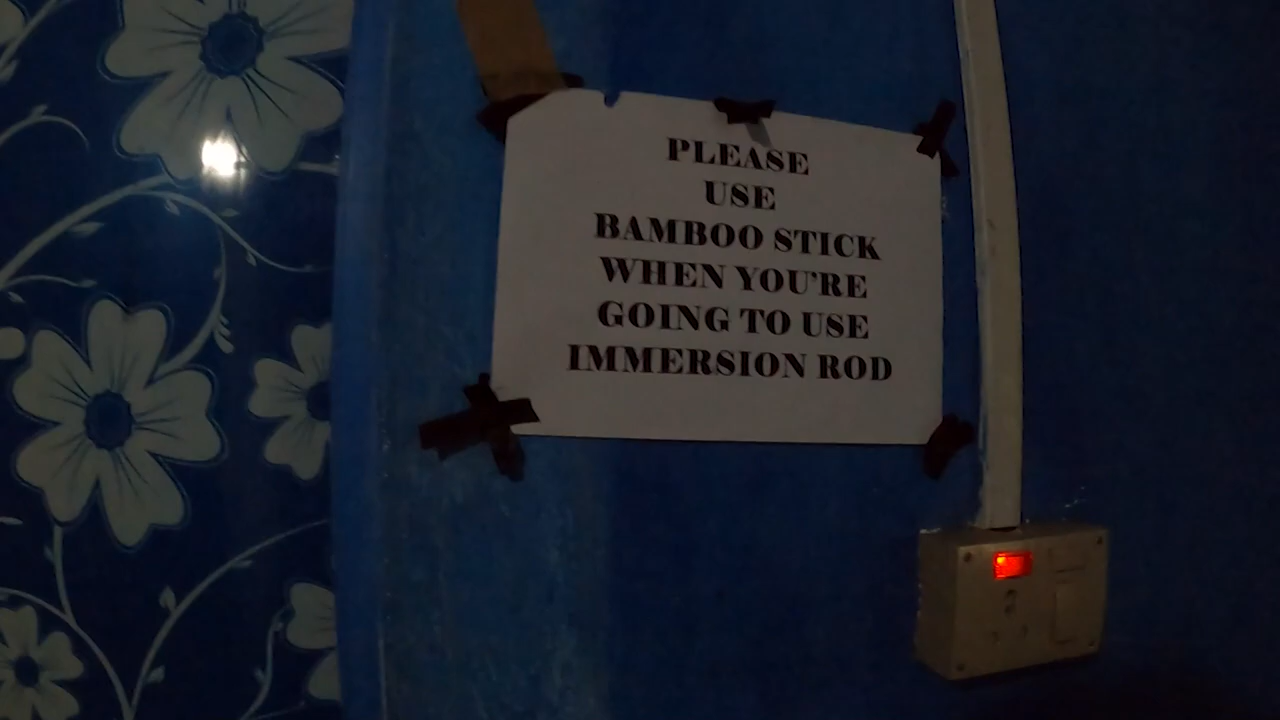 PLEASE
USE
BAMBOO STICK
WHEN YOU'RE
GOING TO USE
IMMERSION ROD